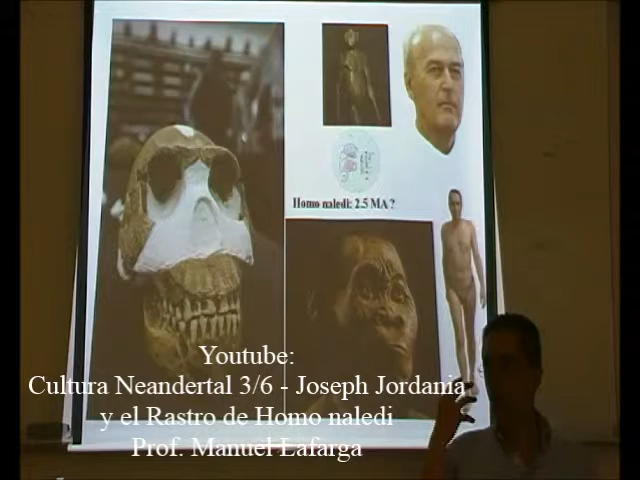 Homo naledi: 2.5 MA ?
Youtube:
Cultura Neandertal 3/6 - Joseph Jordania
y el Rastro de Homo naledi
Prof. Manuel Lafarga